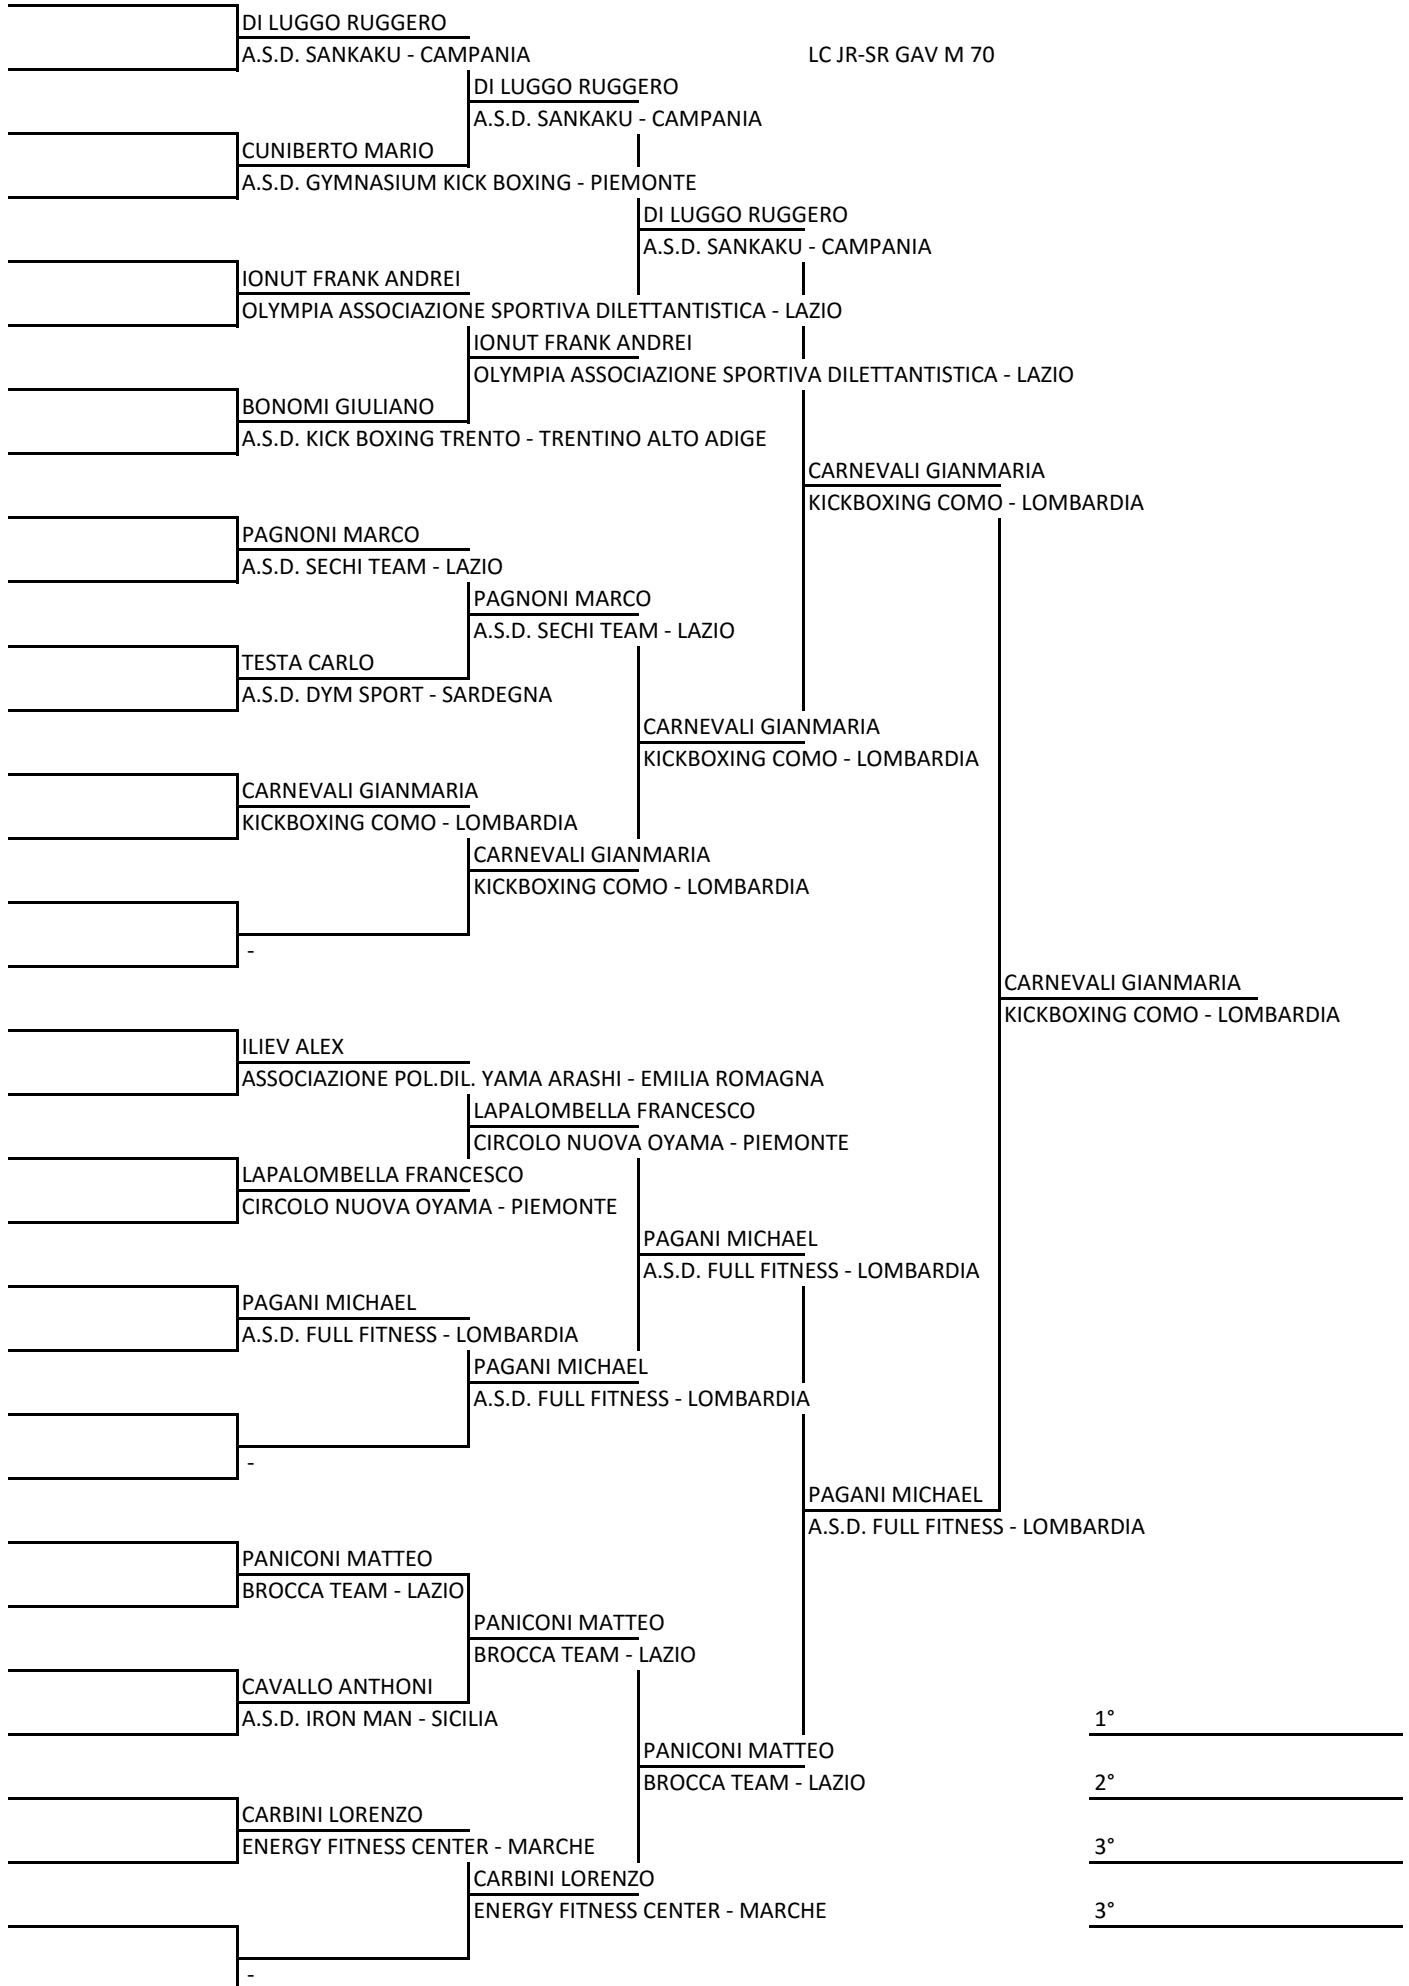 DI LUGGO RUGGERO
A.S.D. SANKAKU - CAMPANIA
LC JR-SR GAV M 70
DI LUGGO RUGGERO
A.S.D. SANKAKU - CAMPANIA
CUNIBERTO MARIO
A.S.D. GYMNASIUM KICK BOXING - PIEMONTE
DI LUGGO RUGGERO
A.S.D. SANKAKU - CAMPANIA
IONUT FRANK ANDREI
OLYMPIA ASSOCIAZIONE SPORTIVA DILETTANTISTICA - LAZIO
IONUT FRANK ANDREI
OLYMPIA ASSOCIAZIONE SPORTIVA DILETTANTISTICA - LAZIO
BONOMI GIULIANO
A.S.D. KICK BOXING TRENTO - TRENTINO ALTO ADIGE
CARNEVALI GIANMARIA
KICKBOXING COMO - LOMBARDIA
PAGNONI MARCO
A.S.D. SECHI TEAM - LAZIO
PAGNONI MARCO
A.S.D. SECHI TEAM - LAZIO
TESTA CARLO
A.S.D. DYM SPORT - SARDEGNA
CARNEVALI GIANMARIA
KICKBOXING COMO - LOMBARDIA
CARNEVALI GIANMARIA
KICKBOXING COMO - LOMBARDIA
CARNEVALI GIANMARIA
KICKBOXING COMO - LOMBARDIA
-
CARNEVALI GIANMARIA
KICKBOXING COMO - LOMBARDIA
ILIEV ALEX
ASSOCIAZIONE POL.DIL. YAMA ARASHI - EMILIA ROMAGNA
LAPALOMBELLA FRANCESCO
CIRCOLO NUOVA OYAMA - PIEMONTE
LAPALOMBELLA FRANCESCO
CIRCOLO NUOVA OYAMA - PIEMONTE
PAGANI MICHAEL
A.S.D. FULL FITNESS - LOMBARDIA
PAGANI MICHAEL
A.S.D. FULL FITNESS - LOMBARDIA
PAGANI MICHAEL
A.S.D. FULL FITNESS - LOMBARDIA
-
PAGANI MICHAEL
A.S.D. FULL FITNESS - LOMBARDIA
PANICONI MATTEO
BROCCA TEAM - LAZIO
PANICONI MATTEO
BROCCA TEAM - LAZIO
CAVALLO ANTHONI
A.S.D. IRON MAN - SICILIA
1°
PANICONI MATTEO
BROCCA TEAM - LAZIO
2°
CARBINI LORENZO
ENERGY FITNESS CENTER - MARCHE
3°
CARBINI LORENZO
ENERGY FITNESS CENTER - MARCHE
3°
-